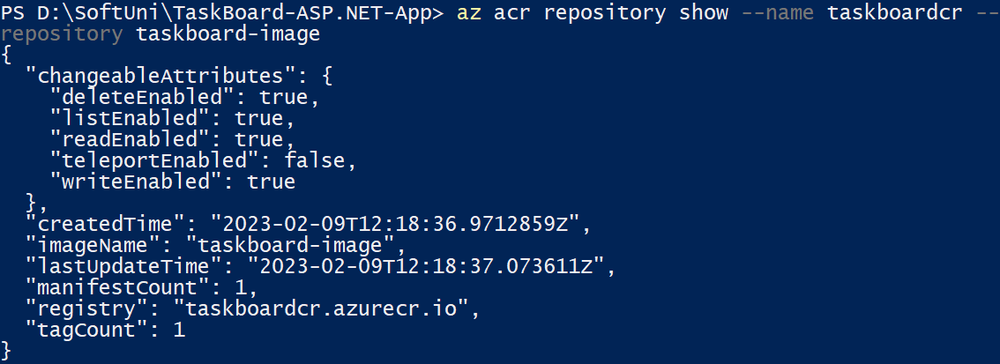 PS D:\SoftUni\TaskBoard-ASP.NET-App> az acr repository show --name taskboardcr --
repository taskboard-image
{
  "changeableAttributes": {
    "deleteEnabled": true,
    "listEnabled": true,
    "readEnabled": true,
    "teleportEnabled": false,
    "writeEnabled": true
  },
  "createdTime": "2023-02-09T12:18:36.9712859Z",
  "imageName": "taskboard-image",
  "lastUpdateTime": "2023-02-09T12:18:37.073611Z",
  "manifestCount": 1,
  "registry": "taskboardcr.azurecr.io",
  "tagCount": 1
}